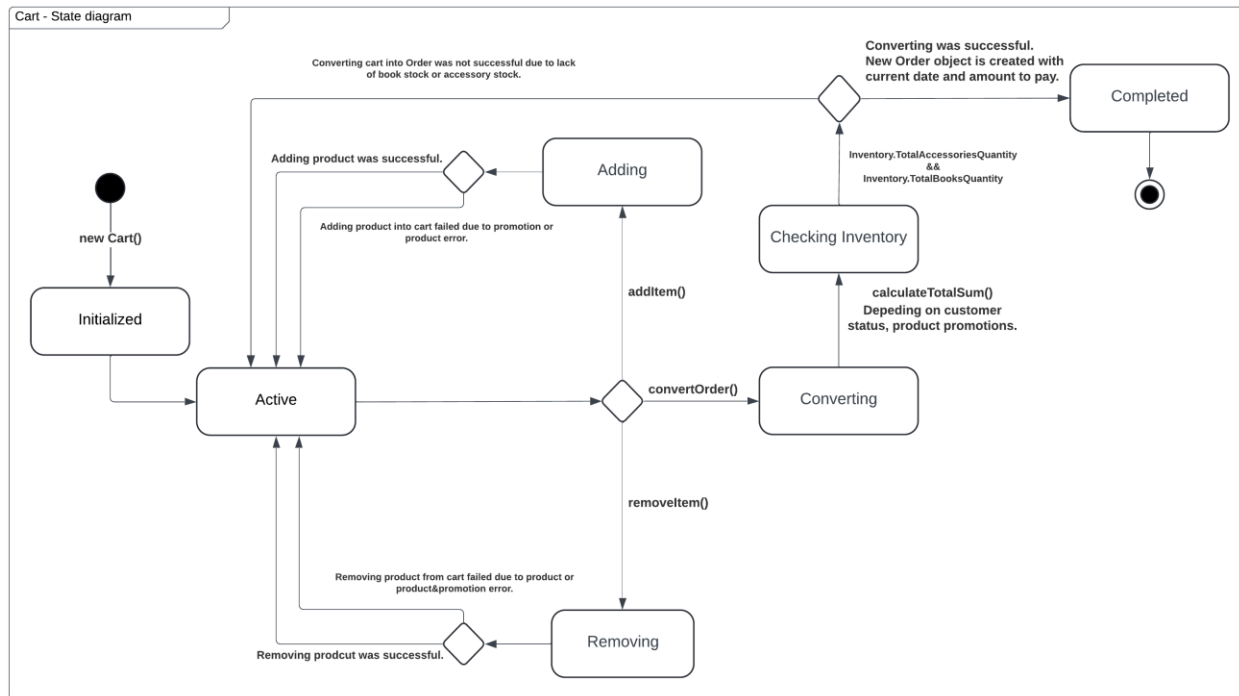 Cart - State diagram
Converting cart into Order was not successful due to lack
of book stock or accessory stock.
Converting was successful.
New Order object is created with
current date and amount to pay.
Completed
Adding product was successful.
Adding
Inventory.TotalAccessoriesQuantity
&&
Inventory.TotalBooksQuantity
new Cart()
Adding product into cart failed due to promotion or
product error.
Checking Inventory
Initialized
addItem()
calculateTotalSum()
Depeding on customer
status, product promotions.
Active
convertOrder()
Converting
removeItem()
Removing product from cart failed due to product or
product&promotion error.
Removing
Removing prodcut was successful.